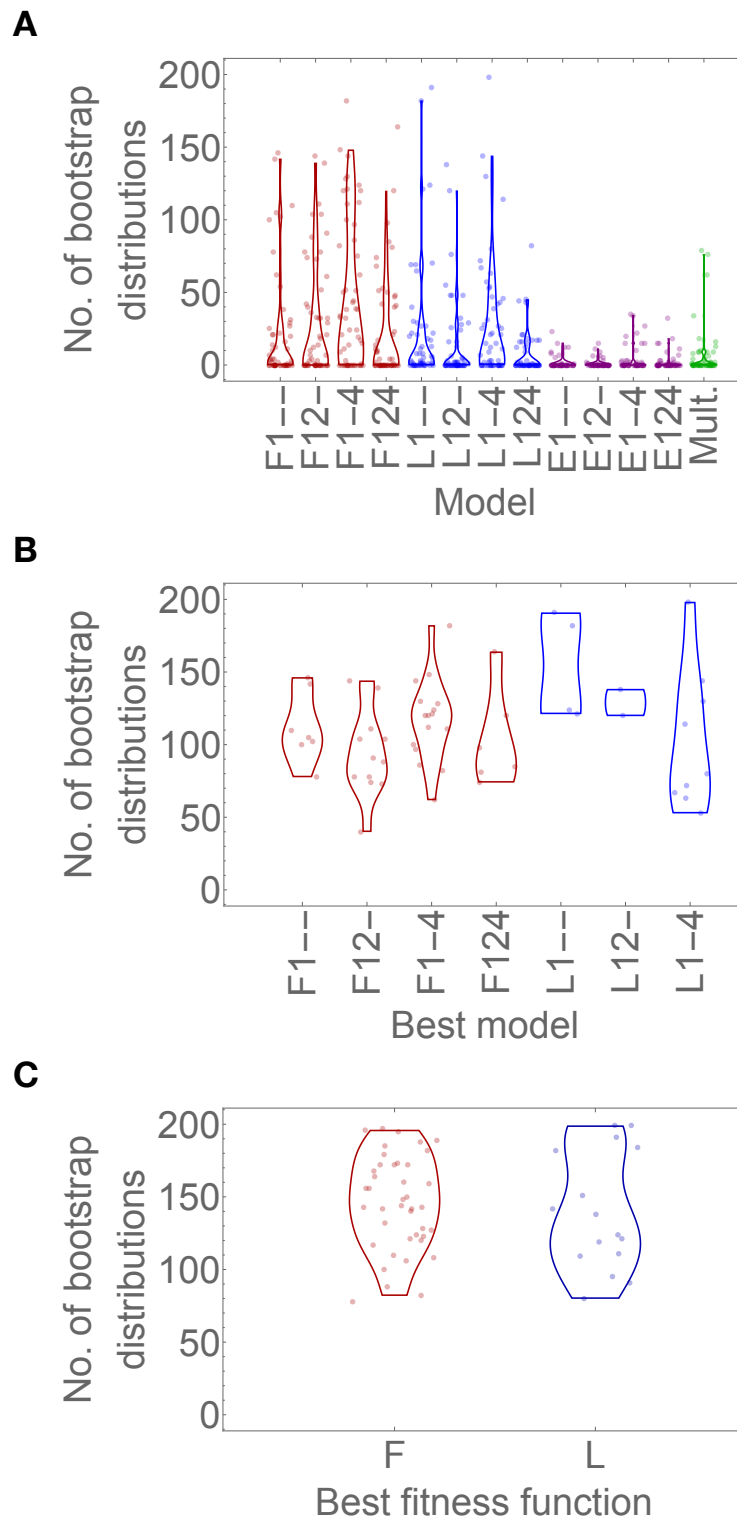 A
No. of bootstrap
distributions
200
150
100
50
0
F1−−
F12−
F1−4
F124
L1−−
L12−
L1−4
L124
E1−−
E12−
E1−4
E124
Mult.
Model
B
No. of bootstrap
distributions
200
150
100
50
0
F1−−
F12−
F1−4
F124
L1−−
L12−
L1−4
Best model
C
No. of bootstrap
distributions
200
150
100
50
0
F
L
Best fitness function